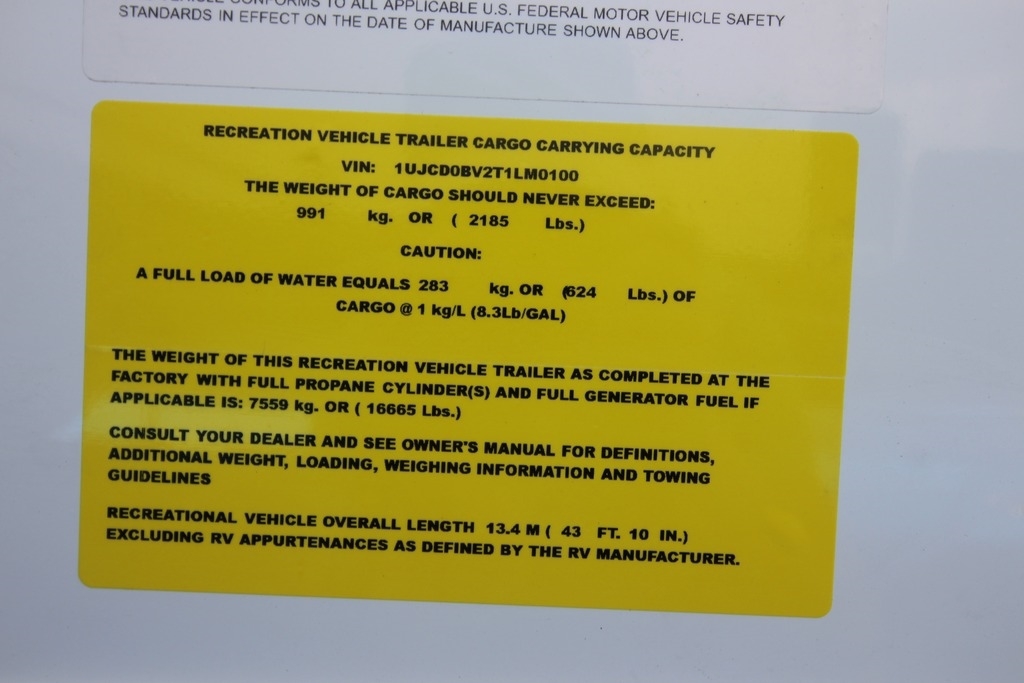 VEHICLE CONFORMS TO ALL APPLICABLE U.S. FEDERAL MOTOR VEHICLE SAFETY
STANDARDS IN EFFECT ON THE DATE OF MANUFACTURE SHOWN ABOVE.
RECREATION VEHICLE TRAILER CARGO CARRYING CAPACITY
VIN: 1UJCD0BV2T1LM0100
THE WEIGHT OF CARGO SHOULD NEVER EXCEED:
991 kg. OR ( 2185 Lbs.)
CAUTION:
A FULL LOAD OF WATER EQUALS 283 kg. OR (624 Lbs.) OF
CARGO @ 1 kg/L (8.3Lb/GAL)
THE WEIGHT OF THIS RECREATION VEHICLE TRAILER AS COMPLETED AT THE
FACTORY WITH FULL PROPANE CYLINDER(S) AND FULL GENERATOR FUEL IF
APPLICABLE IS: 7559 kg. OR ( 16665 Lbs.)
CONSULT YOUR DEALER AND SEE OWNER'S MANUAL FOR DEFINITIONS,
ADDITIONAL WEIGHT, LOADING, WEIGHING INFORMATION AND TOWING
GUIDELINES
RECREATIONAL VEHICLE OVERALL LENGTH 13.4 M ( 43 FT. 10 IN.)
EXCLUDING RV APPURTENANCES AS DEFINED BY THE RV MANUFACTURER.